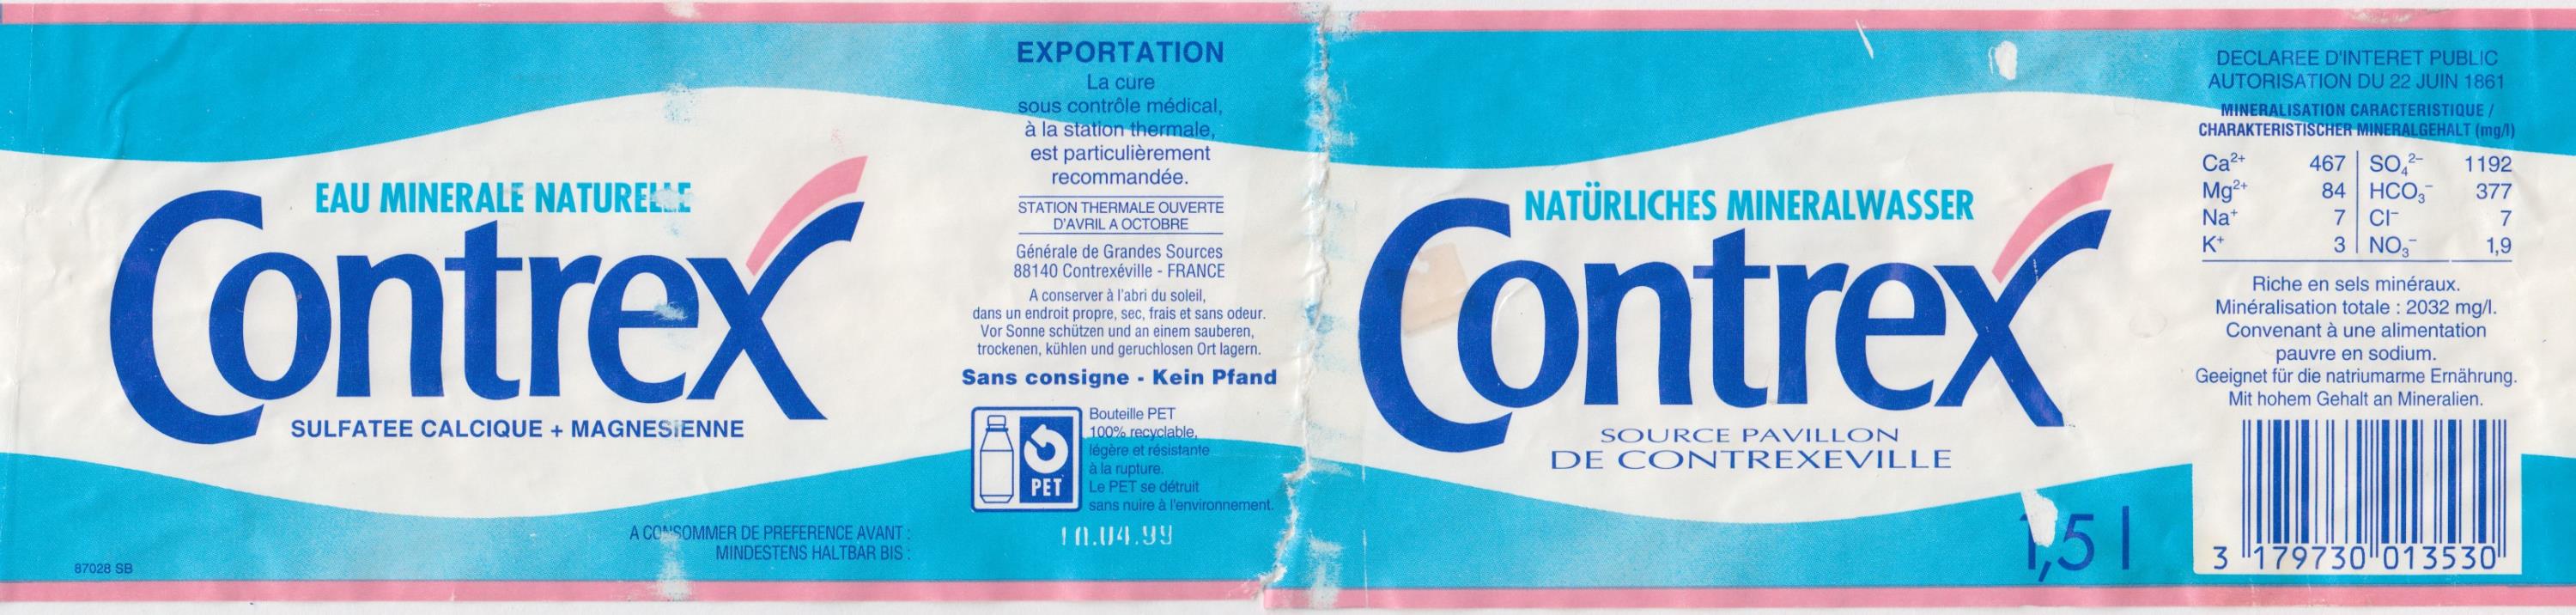 EAU MINERALE NATURELLE
Contrex
SULFATEE CALCIQUE + MAGNESIENNE
A CONSOMMER DE PREFERENCE AVANT :
MINDESTENS HALTBAR BIS :
87028 SB
EXPORTATION
La cure
sous contrôle médical,
à la station thermale,
est particulièrement
recommandée.
STATION THERMALE OUVERTE
D'AVRIL A OCTOBRE
Générale de Grandes Sources
88140 Contrexéville - FRANCE
A conserver à l'abri du soleil,
dans un endroit propre, sec, frais et sans odeur.
Vor Sonne schützen und an einem sauberen,
trockenen, kühlen und geruchlosen Ort lagern.
Sans consigne - Kein Pfand
PET
Bouteille PET
100% recyclable,
légère et résistante
à la rupture.
Le PET se détruit
sans nuire à l'environnement.
10.04.99
NATÜRLICHES MINERALWASSER
Contrex
SOURCE PAVILLON
DE CONTREXEVILLE
1,5 l
DECLAREE D'INTERET PUBLIC
AUTORISATION DU 22 JUIN 1861
MINERALISATION CARACTERISTIQUE /
CHARAKTERISTISCHER MINERALGEHALT (mg/l)
Ca²⁺ 467 SO₄²⁻ 1192
Mg²⁺ 84 HCO₃⁻ 377
Na⁺ 7 Cl⁻ 7
K⁺ 3 NO₃⁻ 1,9
Riche en sels minéraux.
Minéralisation totale : 2032 mg/l.
Convenant à une alimentation
pauvre en sodium.
Geeignet für die natriumarme Ernährung.
Mit hohem Gehalt an Mineralien.
3 179730 013530